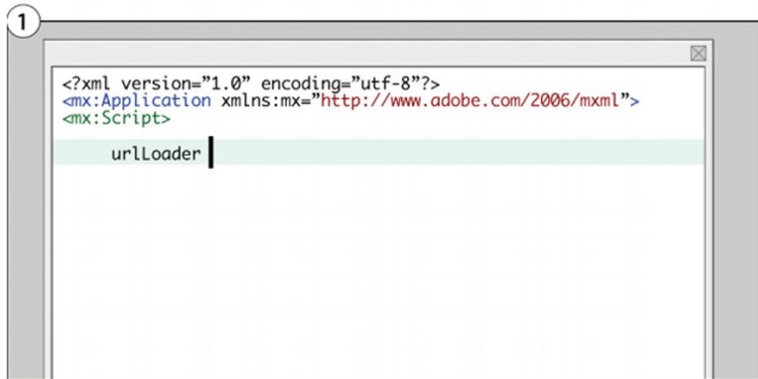 1
<?xml version=”1.0” encoding=”utf-8”?>
<mx:Application xmlns:mx=”http://www.adobe.com/2006/mxml”>
<mx:Script>
urlLoader